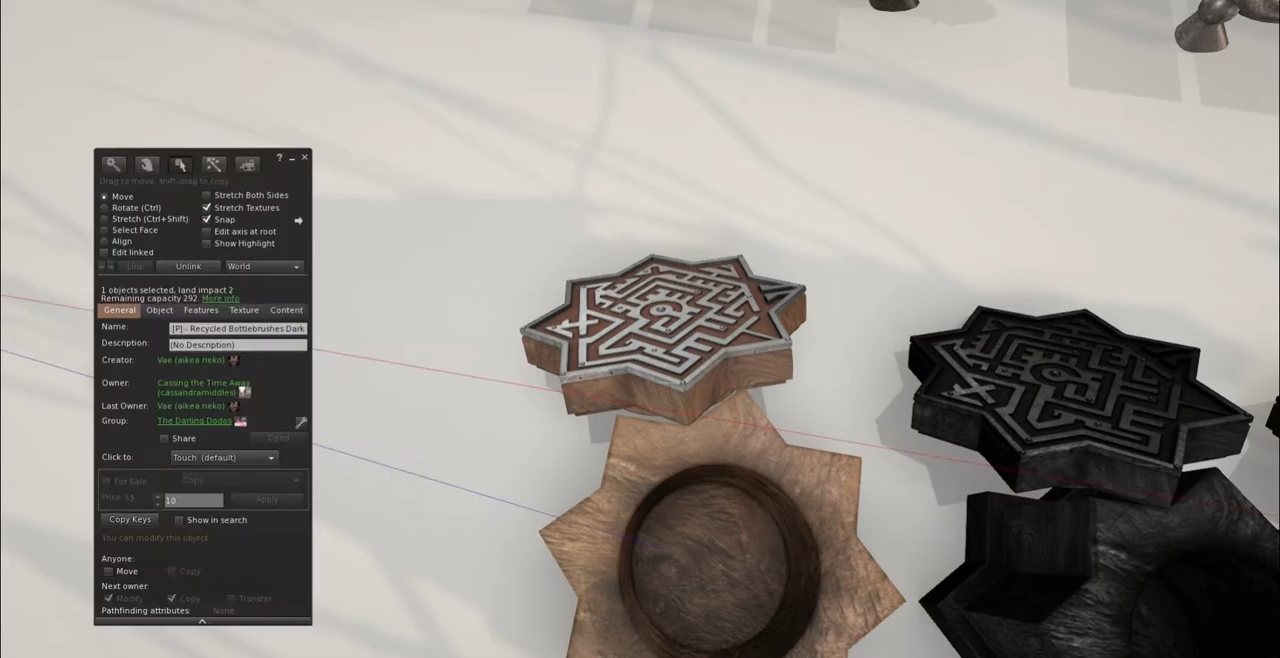 ? _ ×
Drag to move, shift-drag to copy
Move
Stretch Both Sides
Rotate (Ctrl)
Stretch Textures
Stretch (Ctrl+Shift)
Snap
Select Face
Edit axis at root
Align
Show Highlight
Edit linked
Link Unlink World
1 objects selected, land impact 2
Remaining capacity 292. More info
General Object Features Texture Content
Name: [P]:- Recycled Bottlebrushes Dark
Description: (No Description)
Creator: Vae (aikea rieko)
Owner: Cassing the Time Away
(cassandramiddles)
Last Owner: Vae (aikea rieko)
Group: The Darling Dodos
Share Deed
Click to: Touch (default)
For Sale Copy
Price: L$ 10 Apply
Copy Keys Show in search
You can modify this object
Anyone:
Move Copy
Next owner:
Modify Copy Transfer
Pathfinding attributes: None